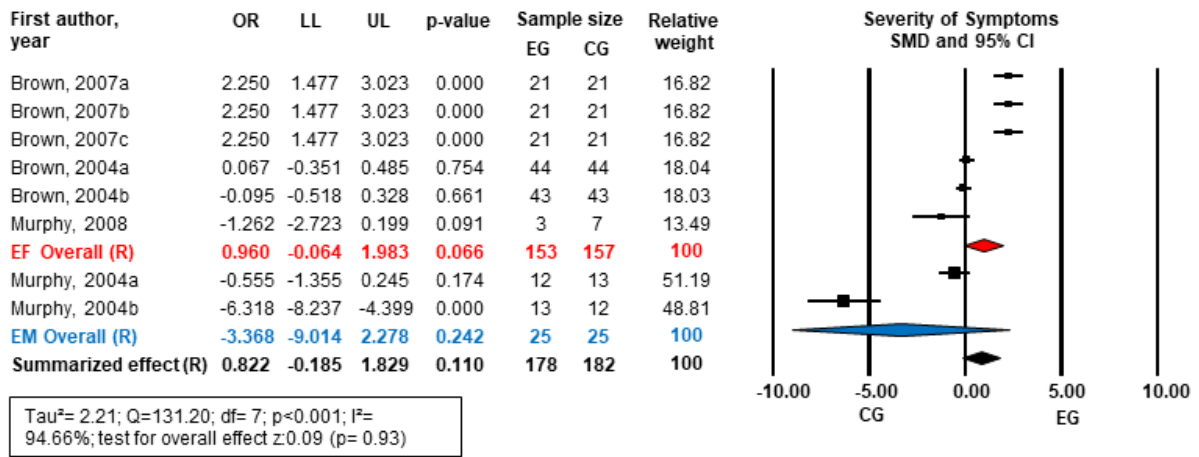 First author, year OR LL UL p-value Sample size EG CG Relative weight Severity of Symptoms SMD and 95% CI
Brown, 2007a 2.250 1.477 3.023 0.000 21 21 16.82
Brown, 2007b 2.250 1.477 3.023 0.000 21 21 16.82
Brown, 2007c 2.250 1.477 3.023 0.000 21 21 16.82
Brown, 2004a 0.067 -0.351 0.485 0.754 44 44 18.04
Brown, 2004b -0.095 -0.518 0.328 0.661 43 43 18.03
Murphy, 2008 -1.262 -2.723 0.199 0.091 3 7 13.49
EF Overall (R) 0.960 -0.064 1.983 0.066 153 157 100
Murphy, 2004a -0.555 -1.355 0.245 0.174 12 13 51.19
Murphy, 2004b -6.318 -8.237 -4.399 0.000 13 12 48.81
EM Overall (R) -3.368 -9.014 2.278 0.242 25 25 100
Summarized effect (R) 0.822 -0.185 1.829 0.110 178 182 100
-10.00 -5.00 0.00 5.00 10.00
CG EG
Tau²= 2.21; Q=131.20; df= 7; p<0.001; I²=
94.66%; test for overall effect z:0.09 (p= 0.93)